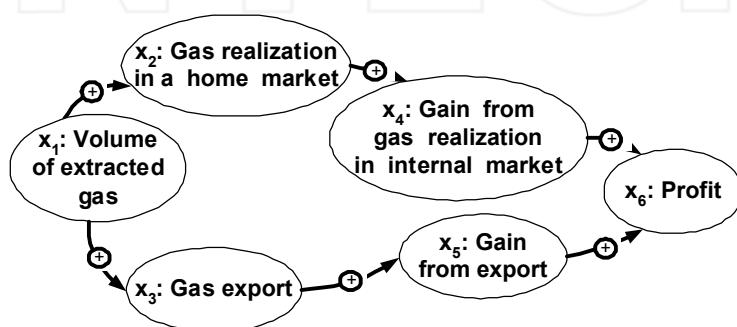 x2: Gas realization
in a home market
x4: Gain from
gas realization
in internal market
x1: Volume
of extracted
gas
x6: Profit
x5: Gain
from export
x3: Gas export
+
+
+
+
+
+